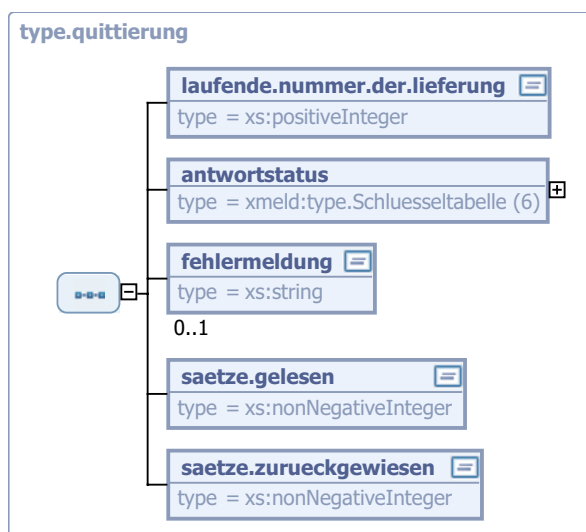 type.quittierung
laufende.nummer.der.lieferung
type = xs:positiveInteger
antwortstatus
type = xmeld:type.Schluesseltabelle (6)
fehlermeldung
type = xs:string
0..1
saetze.gelesen
type = xs:nonNegativeInteger
saetze.zurueckgewiesen
type = xs:nonNegativeInteger